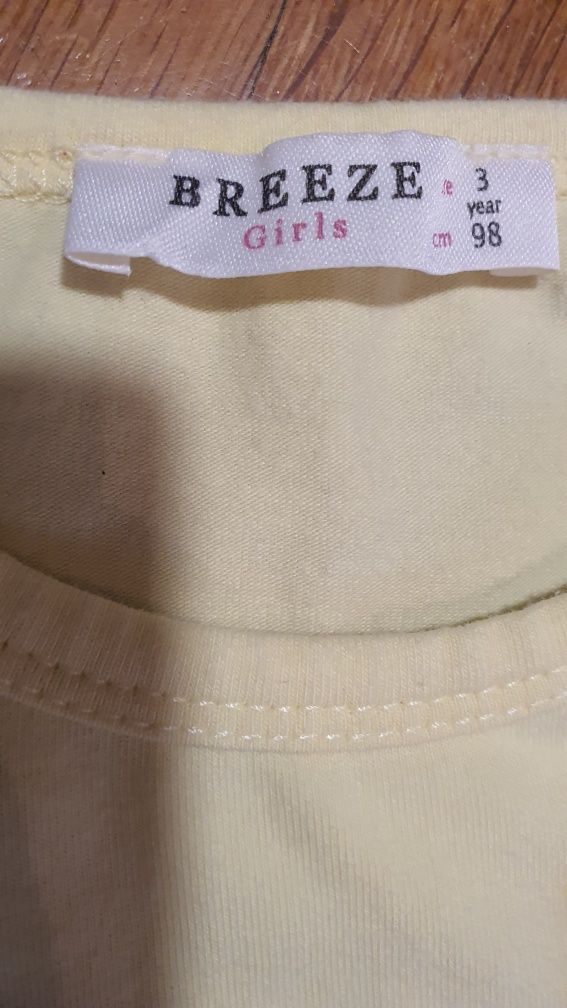 BREEZE
Girls
3
year
cm 98